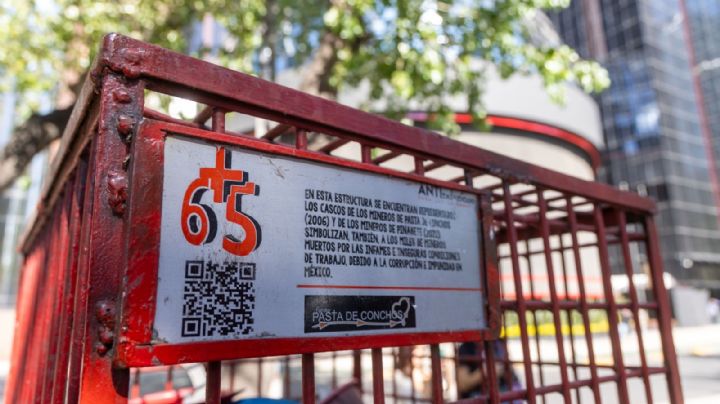 65+
ANTI
EN ESTA ESTRUCTURA SE ENCUENTRAN REPRESENTADOS
LOS CASCOS DE LOS MINEROS DE PASTA DE CONCHOS
(2006) Y DE LOS MINEROS DE PINABETE (2022).
SIMBOLIZAN, TAMBIÉN, A LOS MILES DE MINEROS
MUERTOS POR LAS INFAMES E INSEGURAS CONDICIONES
DE TRABAJO, DEBIDO A LA CORRUPCIÓN E IMPUNIDAD EN
MÉXICO.
PASTA DE CONCHOS